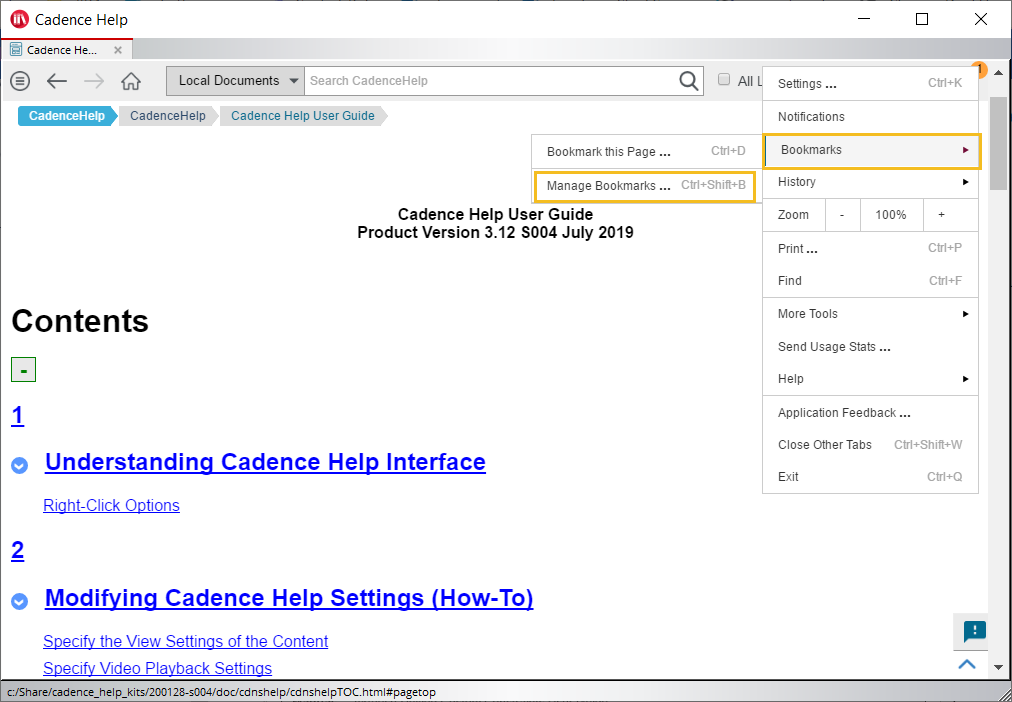 Cadence Help
Cadence He...
Local Documents
Search CadenceHelp
All L
1
CadenceHelp
CadenceHelp
Cadence Help User Guide
Settings ... Ctrl+K
Notifications
Bookmarks
Bookmark this Page ... Ctrl+D
Manage Bookmarks ... Ctrl+Shift+B
History
Zoom - 100% +
Print ... Ctrl+P
Find Ctrl+F
More Tools
Send Usage Stats ...
Help
Application Feedback ...
Close Other Tabs Ctrl+Shift+W
Exit Ctrl+Q
Cadence Help User Guide
Product Version 3.12 S004 July 2019
Contents
-
1
Understanding Cadence Help Interface
Right-Click Options
2
Modifying Cadence Help Settings (How-To)
Specify the View Settings of the Content
Specify Video Playback Settings
c:/Share/cadence_help_kits/200128-s004/doc/cdnshelp/cdnshelpTOC.html#pagetop